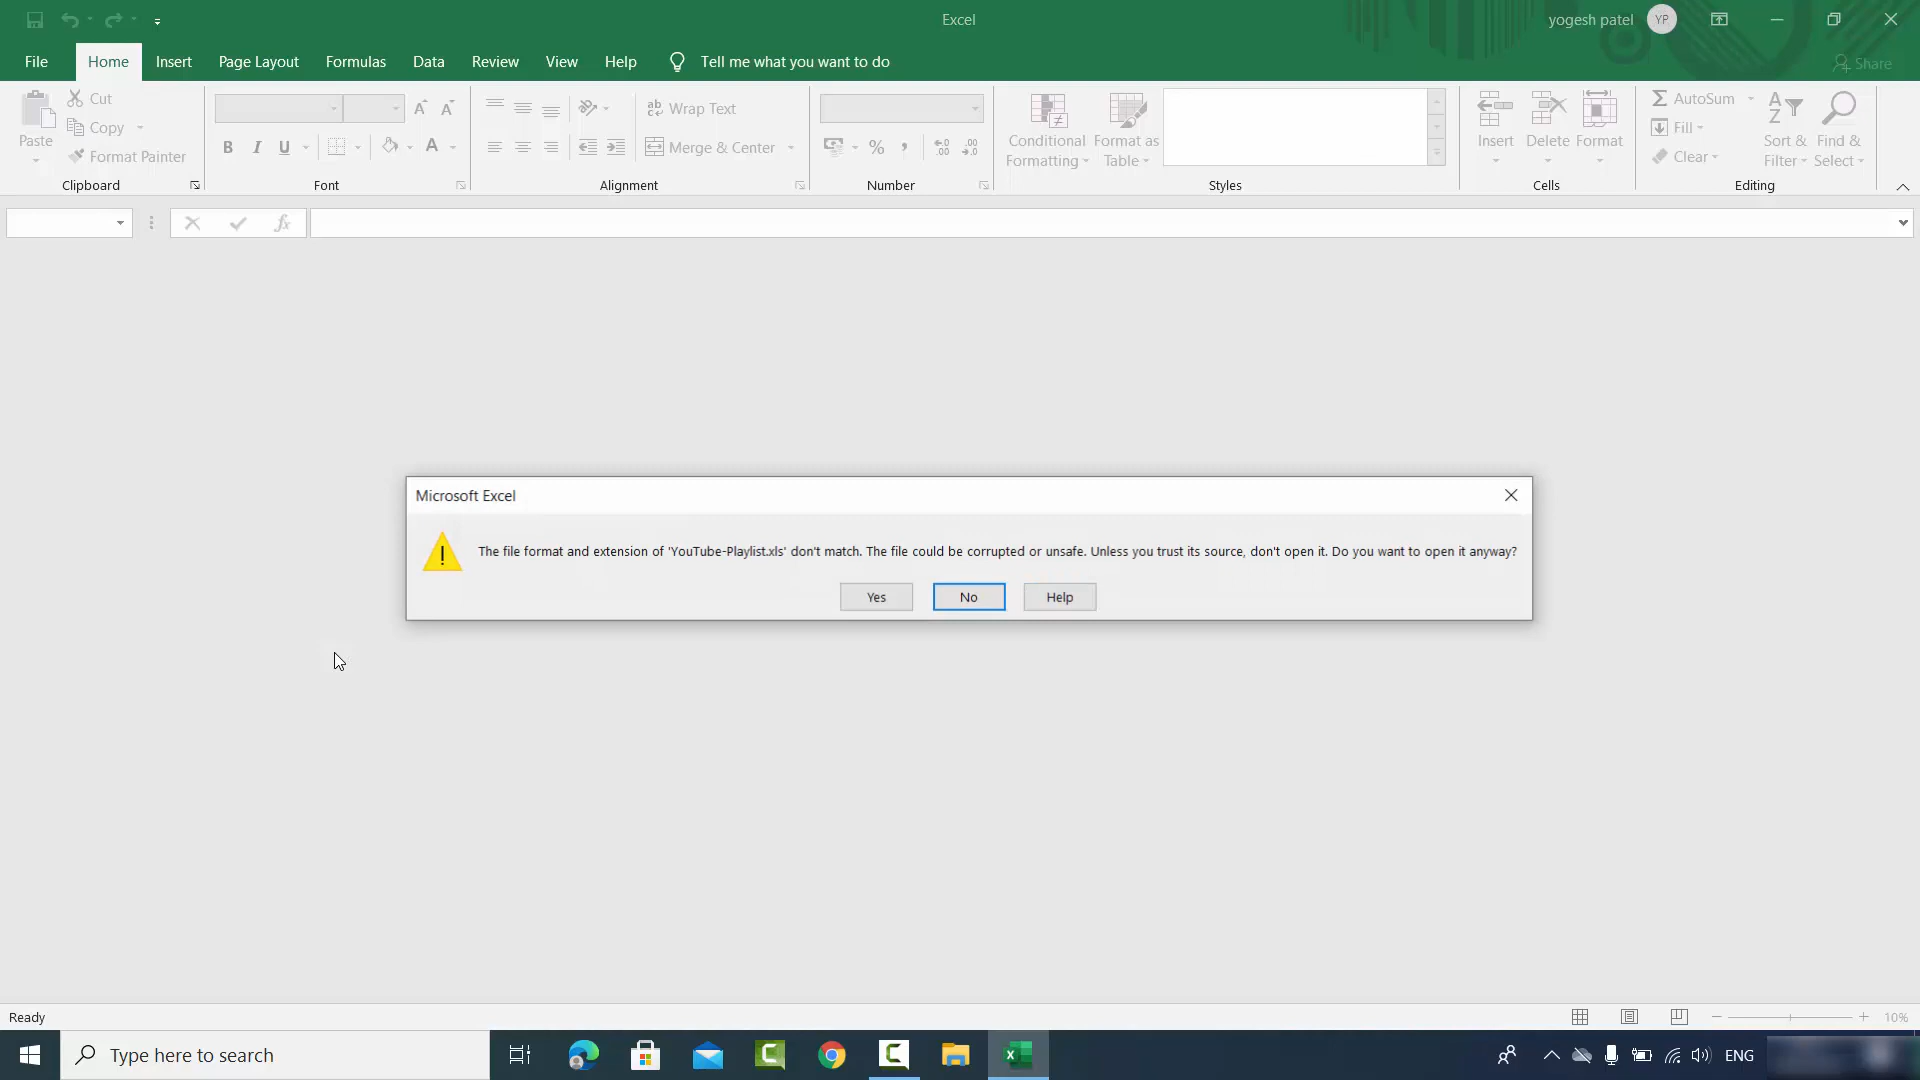 Excel
yogesh patel
YP
File
Home
Insert
Page Layout
Formulas
Data
Review
View
Help
Tell me what you want to do
Share
Paste
Cut
Copy
Format Painter
Clipboard
B I U
Font
ab Wrap Text
Merge & Center
Alignment
%
Number
Conditional
Formatting
Format as
Table
Styles
Insert
Delete
Format
Cells
AutoSum
Fill
Clear
Sort &
Filter
Find &
Select
Editing
fx
Microsoft Excel
The file format and extension of 'YouTube-Playlist.xls' don't match. The file could be corrupted or unsafe. Unless you trust its source, don't open it. Do you want to open it anyway?
Yes
No
Help
Ready
10%
Type here to search
ENG